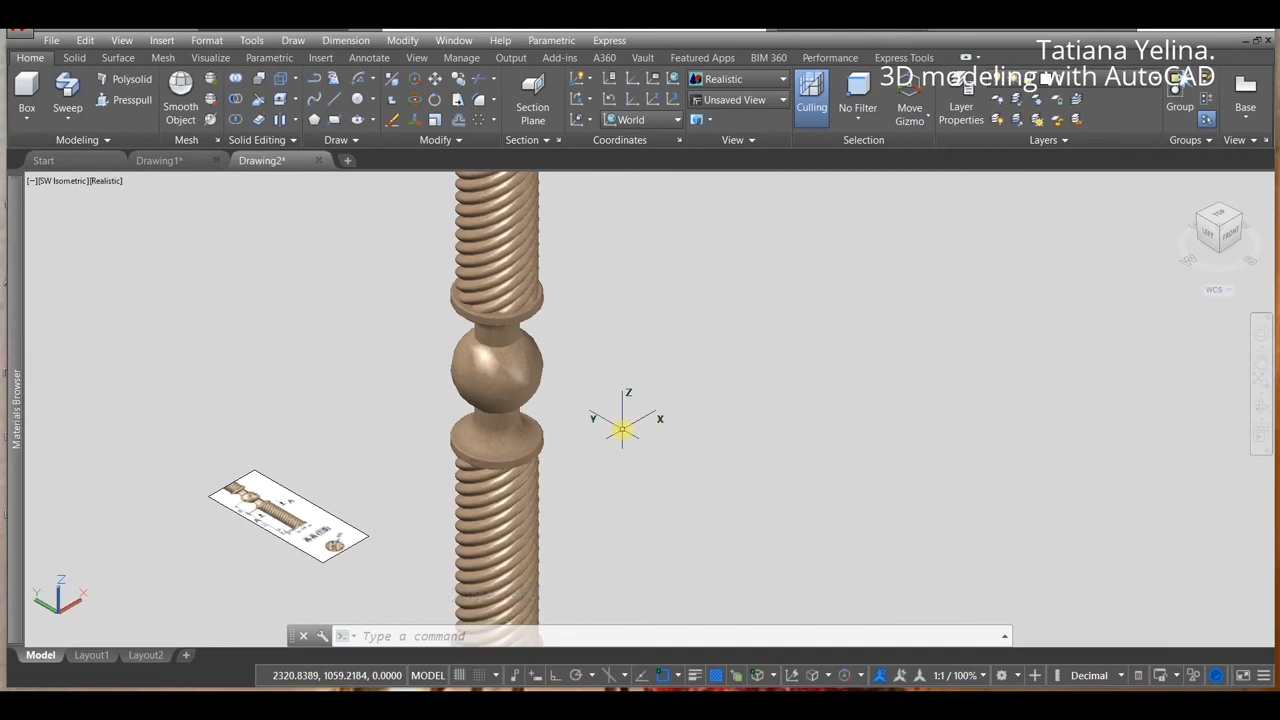 Tatiana Yelina.
3D modeling with AutoCAD
File Edit View Insert Format Tools Draw Dimension Modify Window Help Parametric Express
Home Solid Surface Mesh Visualize Parametric Insert Annotate View Manage Output Add-ins A360 Vault Featured Apps BIM 360 Performance Express Tools
Box Sweep Polysolid Presspull Smooth Object Section Plane Realistic Unsaved View World Culling No Filter Move Gizmo Layer Properties Group Base
Modeling Mesh Solid Editing Draw Modify Section Coordinates View Selection Layers Groups View
Start Drawing1* Drawing2* +
[−][SW Isometric][Realistic]
TOP
LEFT FRONT
WCS
Z
Y X
Materials Browser
Z
Y X
Type a command
Model Layout1 Layout2 +
2320.8389, 1059.2184, 0.0000 MODEL 1:1 / 100% Decimal